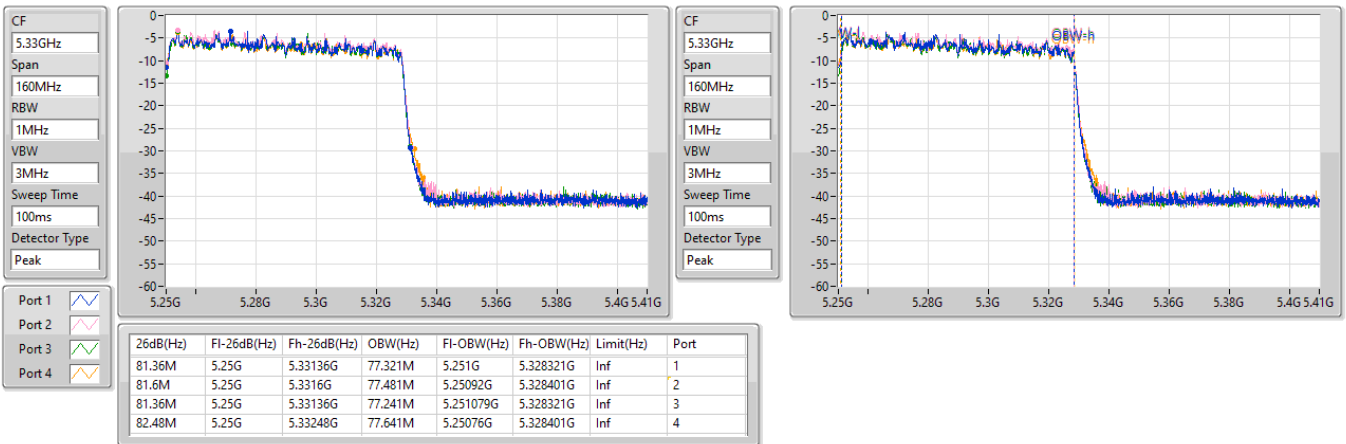 CF
5.33GHz
Span
160MHz
RBW
1MHz
VBW
3MHz
Sweep Time
100ms
Detector Type
Peak
0-
-5-
-10-
-15-
-20-
-25-
-30-
-35-
-40-
-45-
-50-
-55-
-60-
5.25G 5.28G 5.3G 5.32G 5.34G 5.36G 5.38G 5.4G 5.41G
CF
5.33GHz
Span
160MHz
RBW
1MHz
VBW
3MHz
Sweep Time
100ms
Detector Type
Peak
0-
-5-
-10-
-15-
-20-
-25-
-30-
-35-
-40-
-45-
-50-
-55-
-60-
OBW-h
5.25G 5.28G 5.3G 5.32G 5.34G 5.36G 5.38G 5.4G 5.41G
Port 1
Port 2
Port 3
Port 4
26dB(Hz) Fl-26dB(Hz) Fh-26dB(Hz) OBW(Hz) Fl-OBW(Hz) Fh-OBW(Hz) Limit(Hz) Port
81.36M 5.25G 5.33136G 77.321M 5.251G 5.328321G Inf 1
81.6M 5.25G 5.3316G 77.481M 5.25092G 5.328401G Inf 2
81.36M 5.25G 5.33136G 77.241M 5.251079G 5.328321G Inf 3
82.48M 5.25G 5.33248G 77.641M 5.25076G 5.328401G Inf 4